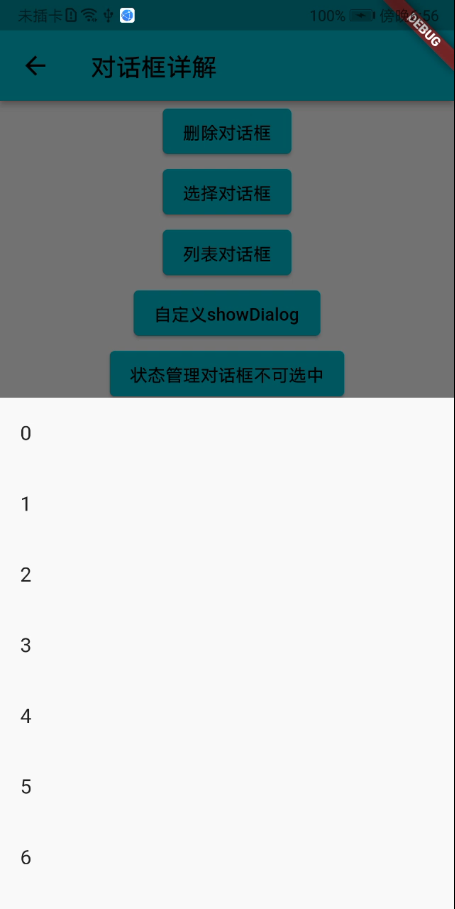 未插卡 100% 傍晚 56
DEBUG
对话框详解
删除对话框
选择对话框
列表对话框
自定义showDialog
状态管理对话框不可选中
0
1
2
3
4
5
6